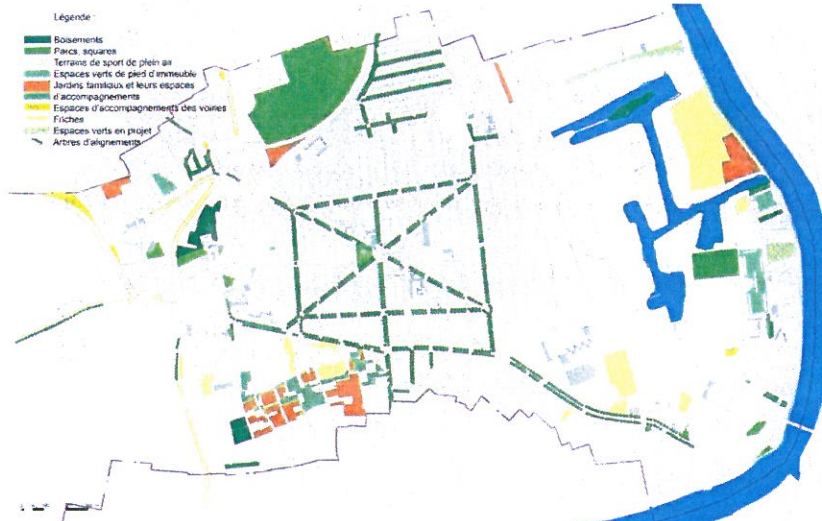 Légende
Boisements
Parcs, squares
Terrains de sport de plein air
Espaces verts de pied d'immeuble
Jardins familiaux et leurs espaces
d'accompagnements
Espaces d'accompagnements des voiries
Friches
Espaces verts en projet
Arbres d'alignements